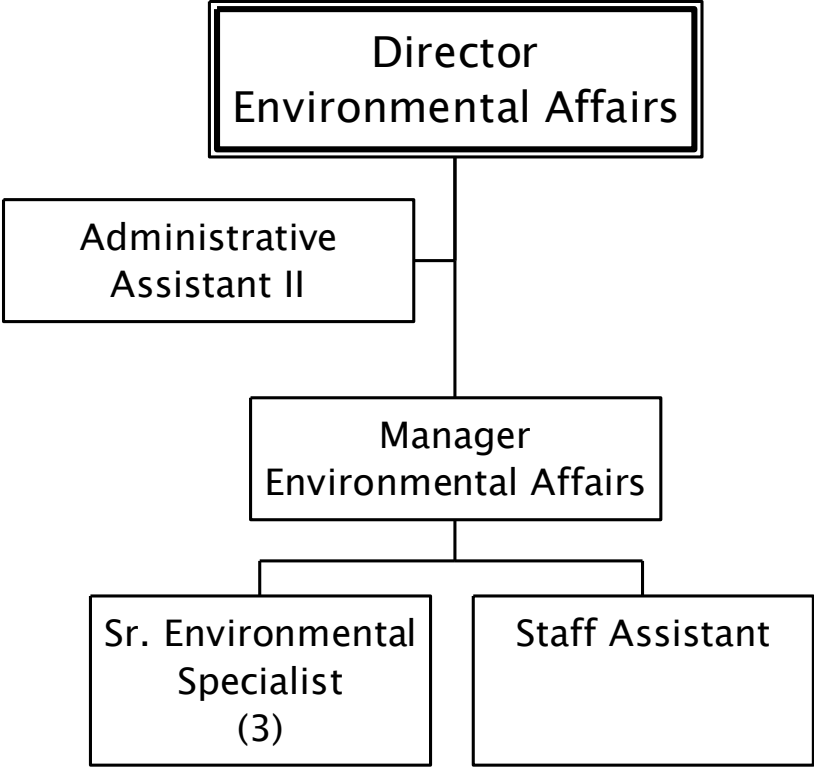 Director
Environmental Affairs
Administrative
Assistant II
Manager
Environmental Affairs
Sr. Environmental
Specialist
(3)
Staff Assistant